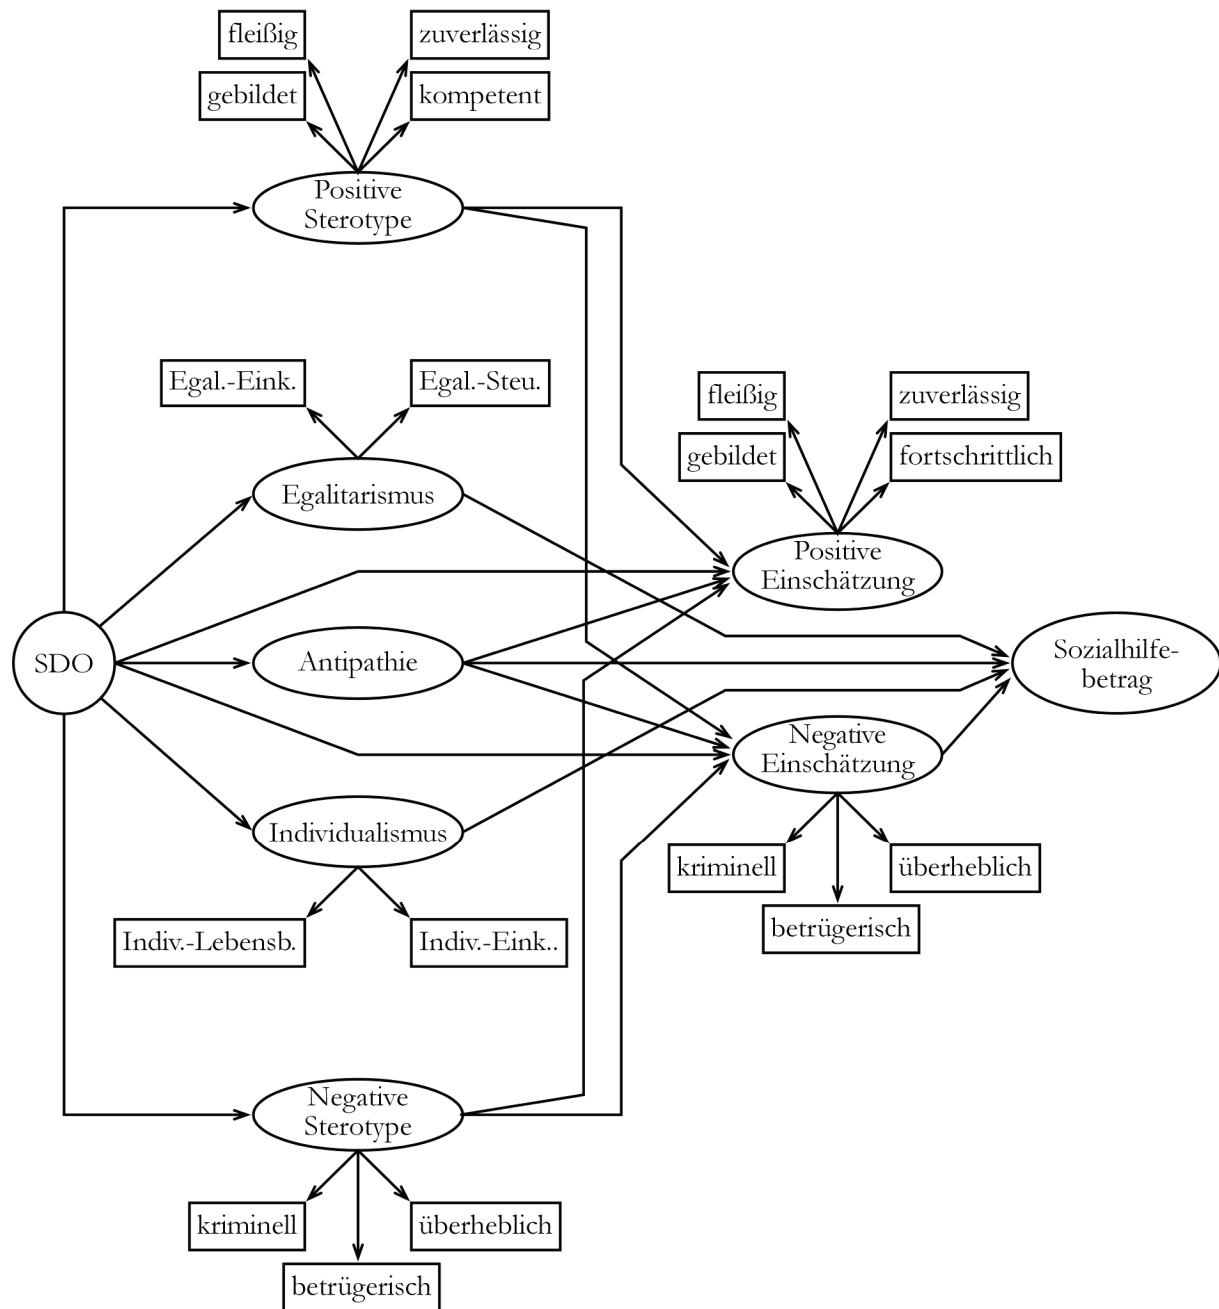 fleißig
zuverlässig
gebildet
kompetent
Positive
Sterotype
Egal.-Eink.
Egal.-Steu.
fleißig
zuverlässig
gebildet
fortschrittlich
Egalitarismus
Positive
Einschätzung
SDO
Antipathie
Sozialhilfe-
betrag
Negative
Einschätzung
Individualismus
kriminell
überheblich
betrügerisch
Indiv.-Lebensb.
Indiv.-Eink..
Negative
Sterotype
kriminell
überheblich
betrügerisch